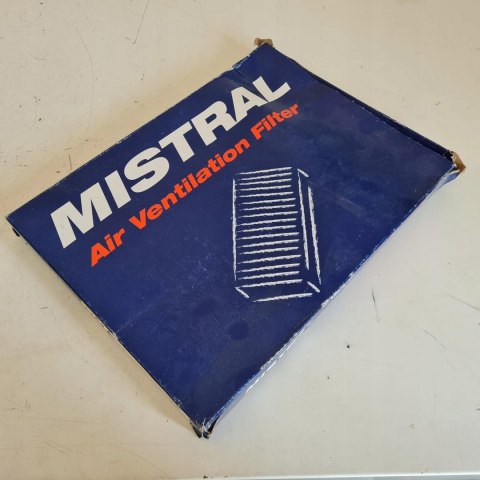 MISTRAL
Air Ventilation Filter